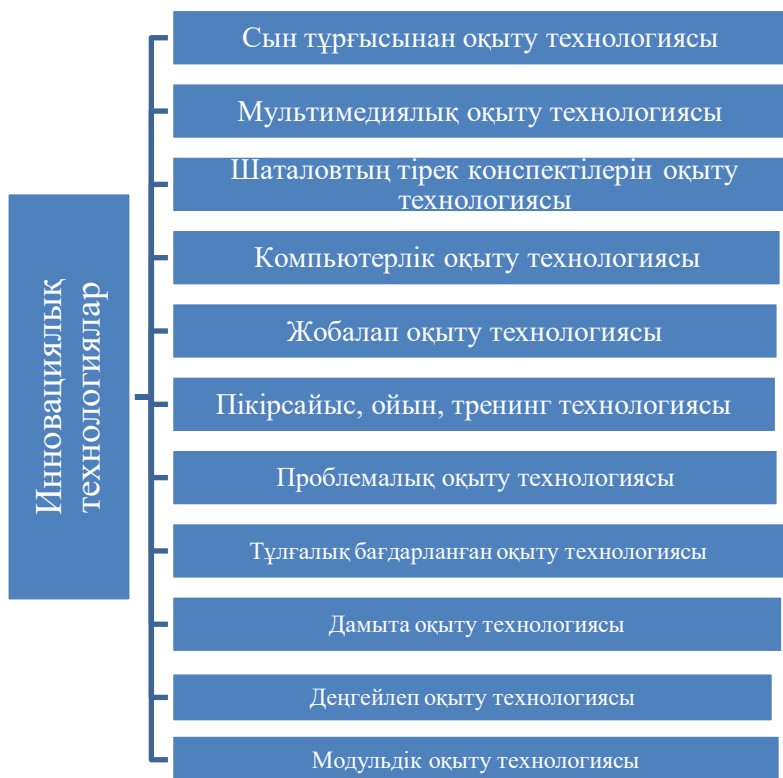 Инновациялық
технологиялар
Сын тұрғысынан оқыту технологиясы
Мультимедиялық оқыту технологиясы
Шаталовтың тірек конспектілерін оқыту
технологиясы
Компьютерлік оқыту технологиясы
Жобалап оқыту технологиясы
Пікірсайыс, ойын, тренинг технологиясы
Проблемалық оқыту технологиясы
Тұлғалық бағдарланған оқыту технологиясы
Дамыта оқыту технологиясы
Деңгейлеп оқыту технологиясы
Модульдік оқыту технологиясы